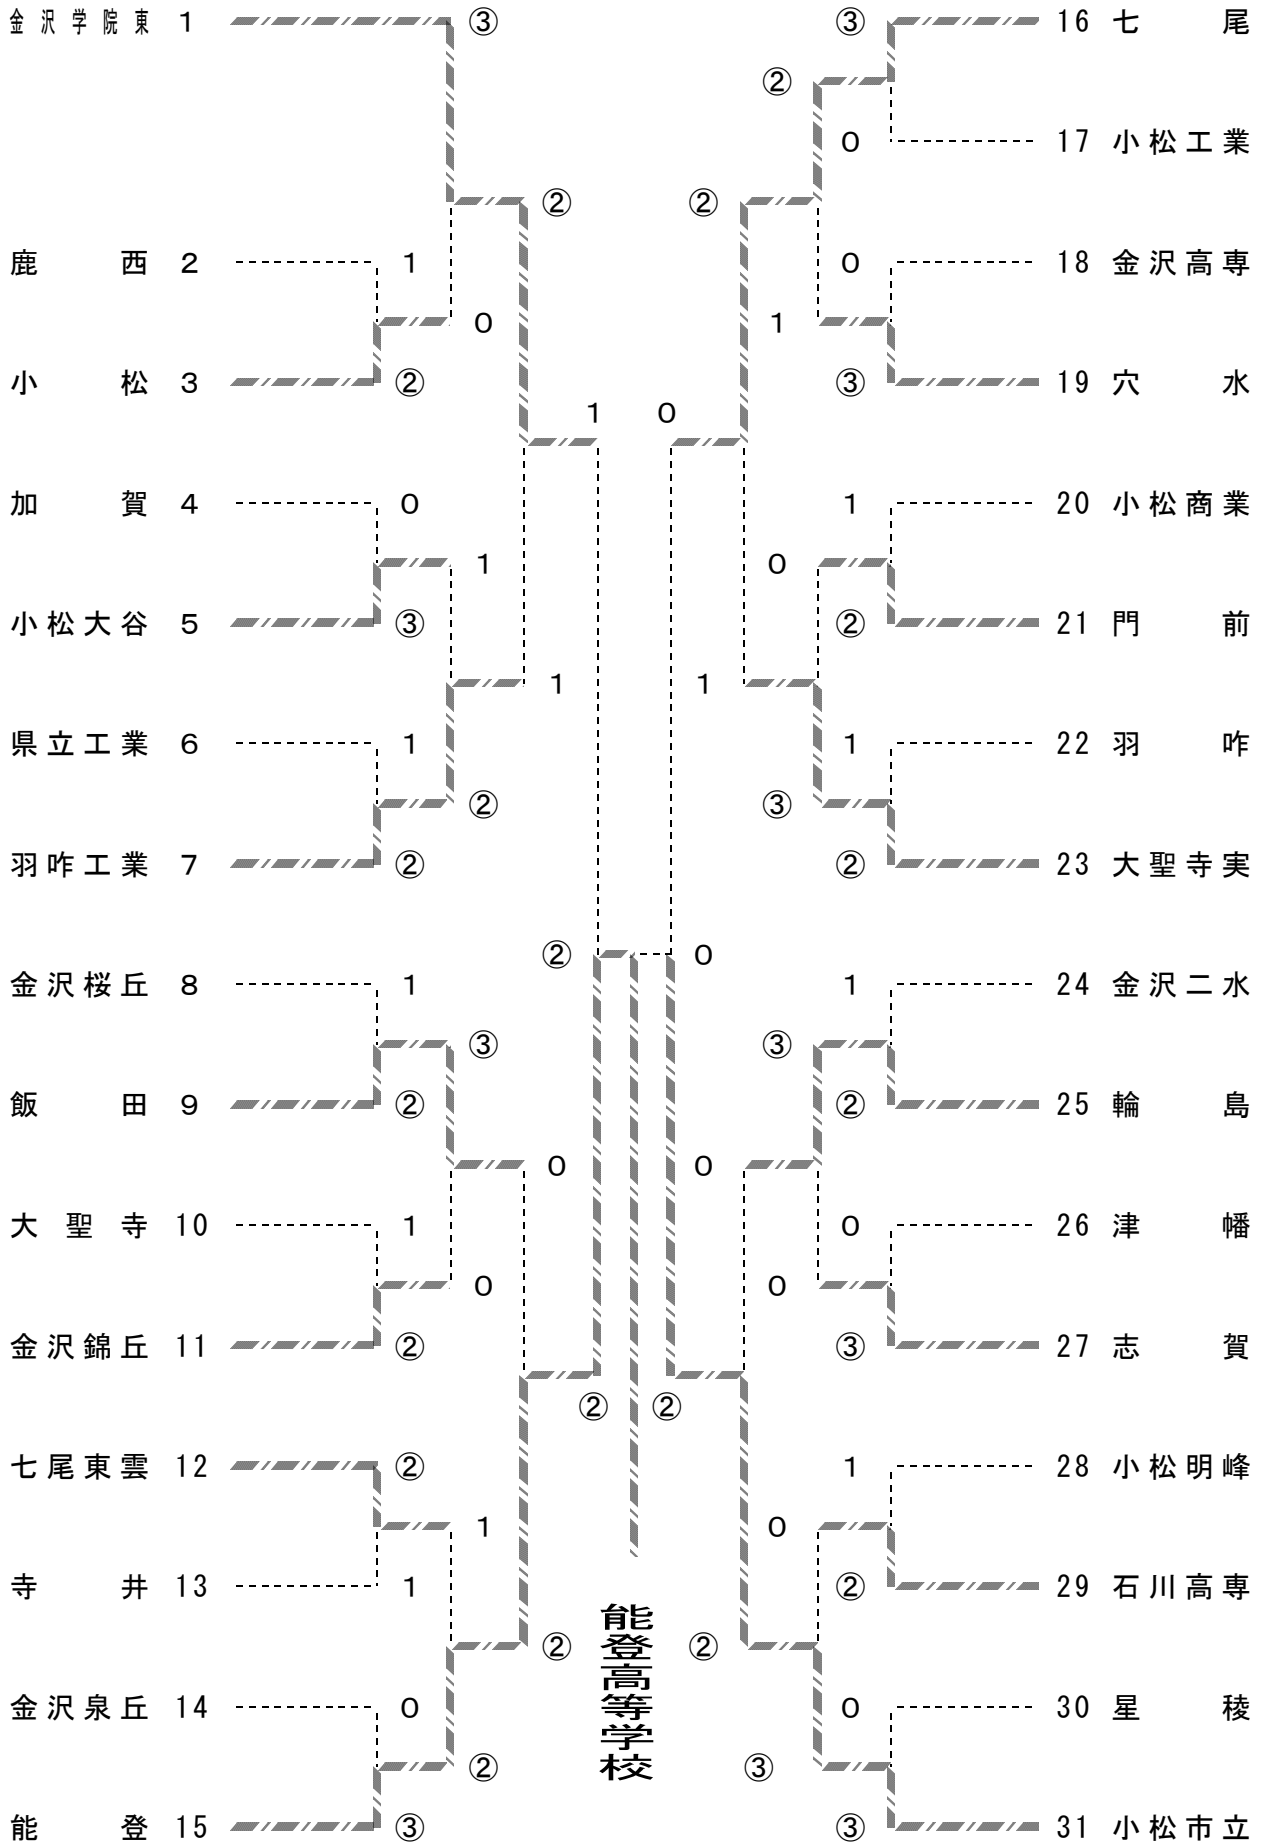 金沢学院東 1 ③ ③ 16 七尾
②
0 17 小松工業
② ②
鹿西 2 1 0 18 金沢高専
0 1
小松 3 ② ③ 19 穴水
1 0
加賀 4 0 1 20 小松商業
1 0
小松大谷 5 ③ ② 21 門前
1 1
県立工業 6 1 1 22 羽咋
② ③
羽咋工業 7 ② ② 23 大聖寺実
② 0
金沢桜丘 8 1 1 24 金沢二水
③ ③
飯田 9 ② ② 25 輪島
0 0
大聖寺 10 1 0 26 津幡
0 0
金沢錦丘 11 ② ③ 27 志賀
② ②
七尾東雲 12 ② 1 28 小松明峰
1 0
寺井 13 1 ② 29 石川高専
② ②
金沢泉丘 14 0 0 30 星稜
② ③
能登 15 ③ ③ 31 小松市立
能登高等学校